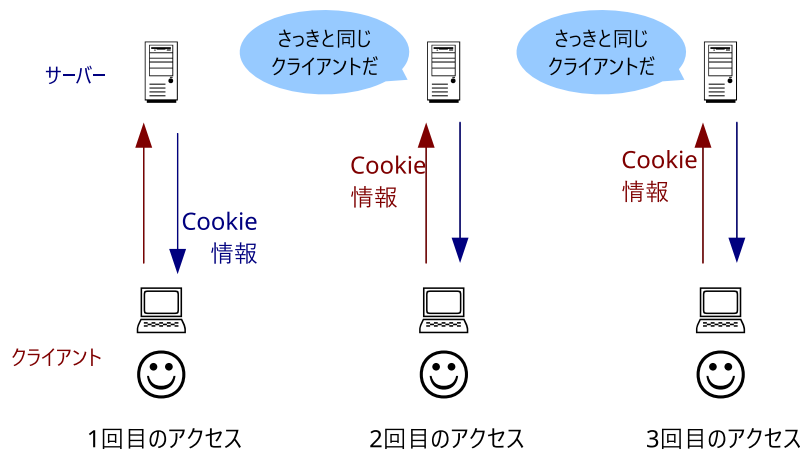 さっきと同じ
クライアントだ
さっきと同じ
クライアントだ
サーバー
Cookie
情報
Cookie
情報
Cookie
情報
クライアント
1回目のアクセス
2回目のアクセス
3回目のアクセス